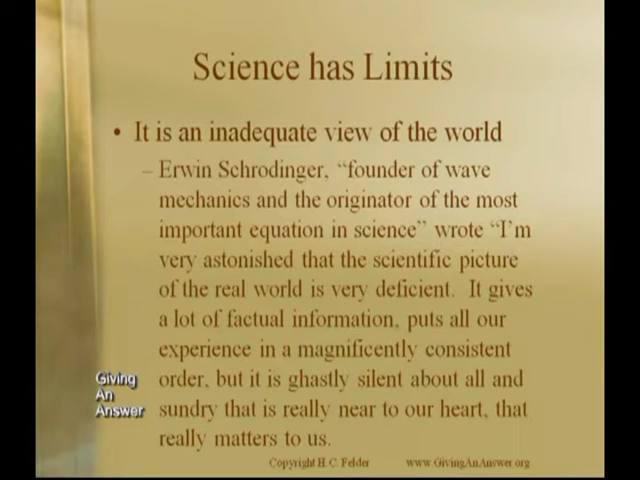 Science has Limits
• It is an inadequate view of the world
– Erwin Schrodinger, “founder of wave
mechanics and the originator of the most
important equation in science” wrote “I’m
very astonished that the scientific picture
of the real world is very deficient. It gives
a lot of factual information, puts all our
experience in a magnificently consistent
order, but it is ghastly silent about all and
sundry that is really near to our heart, that
really matters to us.
Giving
An
Answer
Copyright H.C. Felder www.GivingAnAnswer.org